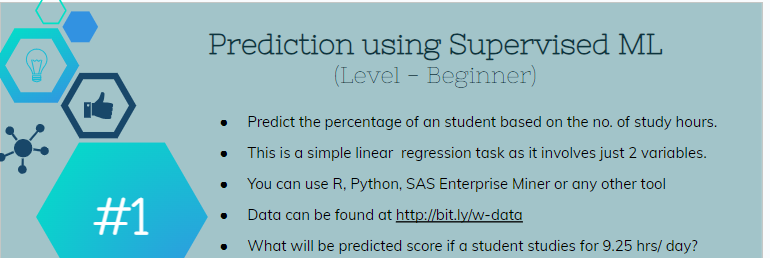 Prediction using Supervised ML
(Level - Beginner)
● Predict the percentage of an student based on the no. of study hours.
● This is a simple linear regression task as it involves just 2 variables.
● You can use R, Python, SAS Enterprise Miner or any other tool
● Data can be found at http://bit.ly/w-data
● What will be predicted score if a student studies for 9.25 hrs/ day?
#1